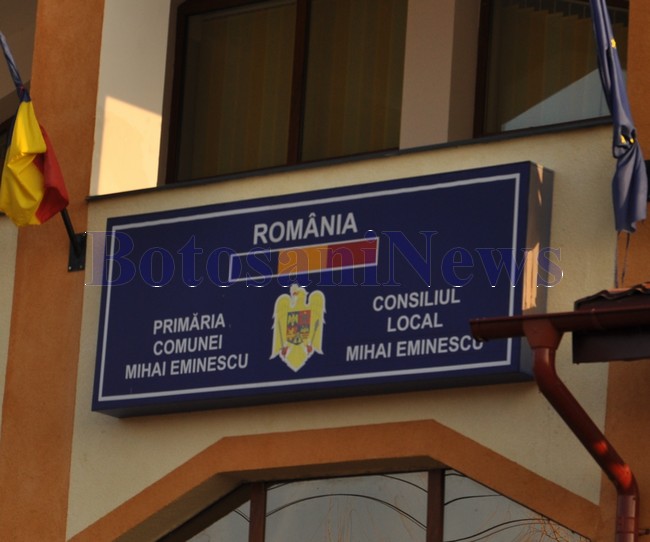 ROMÂNIA
BotosaniNews
PRIMĂRIA
COMUNEI
MIHAI EMINESCU
CONSILIUL
LOCAL
MIHAI EMINESCU